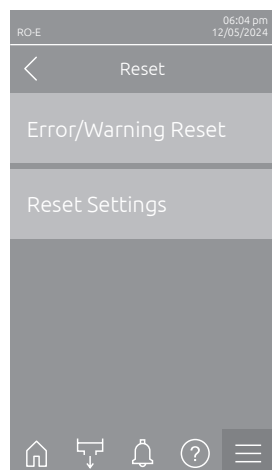 06:04 pm
RO-E 12/05/2024
Reset
Error/Warning Reset
Reset Settings
?